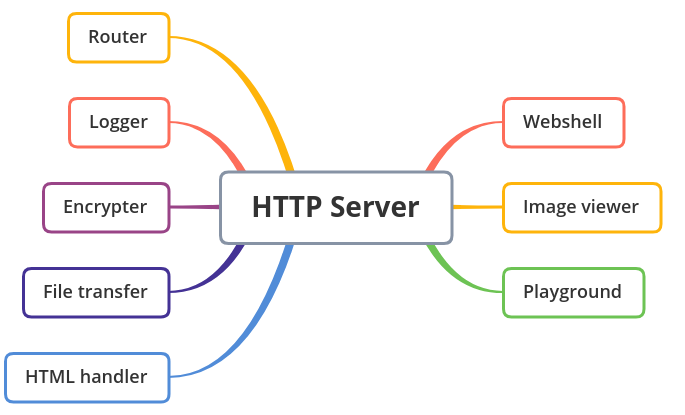 Router
Logger
Encrypter
File transfer
HTML handler
HTTP Server
Webshell
Image viewer
Playground